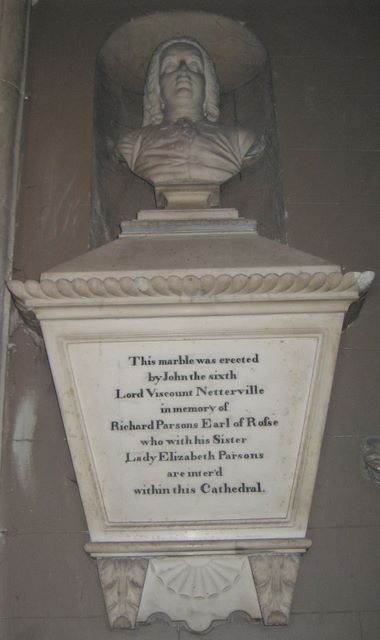 This marble was erected
by John the sixth
Lord Viscount Netterville
in memory of
Richard Parsons Earl of Rofse
who with his Sister
Lady Elizabeth Parsons
are inter'd
within this Cathedral.